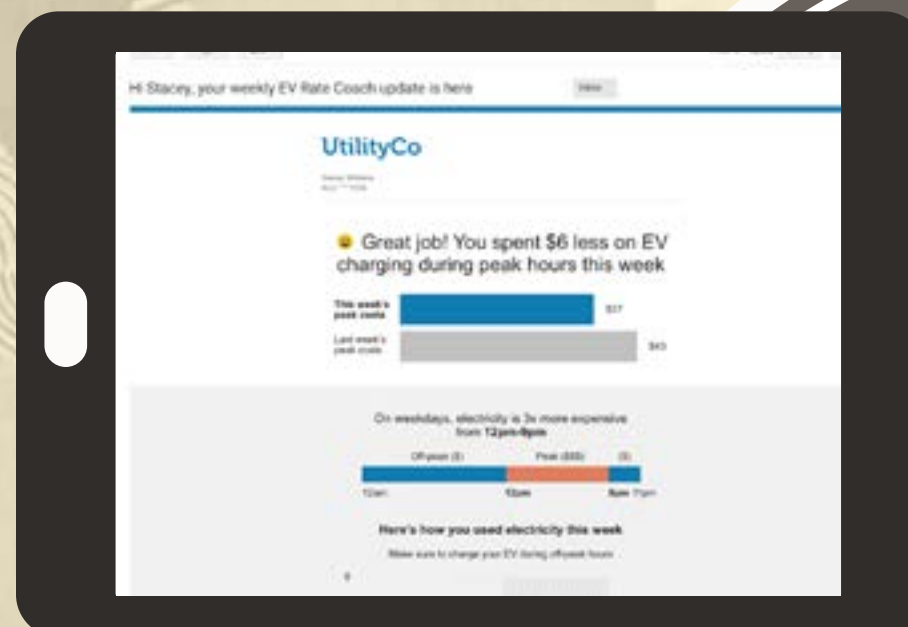 Hi Stacey, your weekly EV Rate Coach update is here
UtilityCo
Great job! You spent $6 less on EV
charging during peak hours this week
This week's
peak costs
$37
Last week's
peak costs
$43
On weekdays, electricity is 3x more expensive
from 12pm-8pm
Off-peak ($) Peak ($$$) ($)
12am 12pm 8pm 11pm
Here's how you used electricity this week
Make sure to charge your EV during off-peak hours